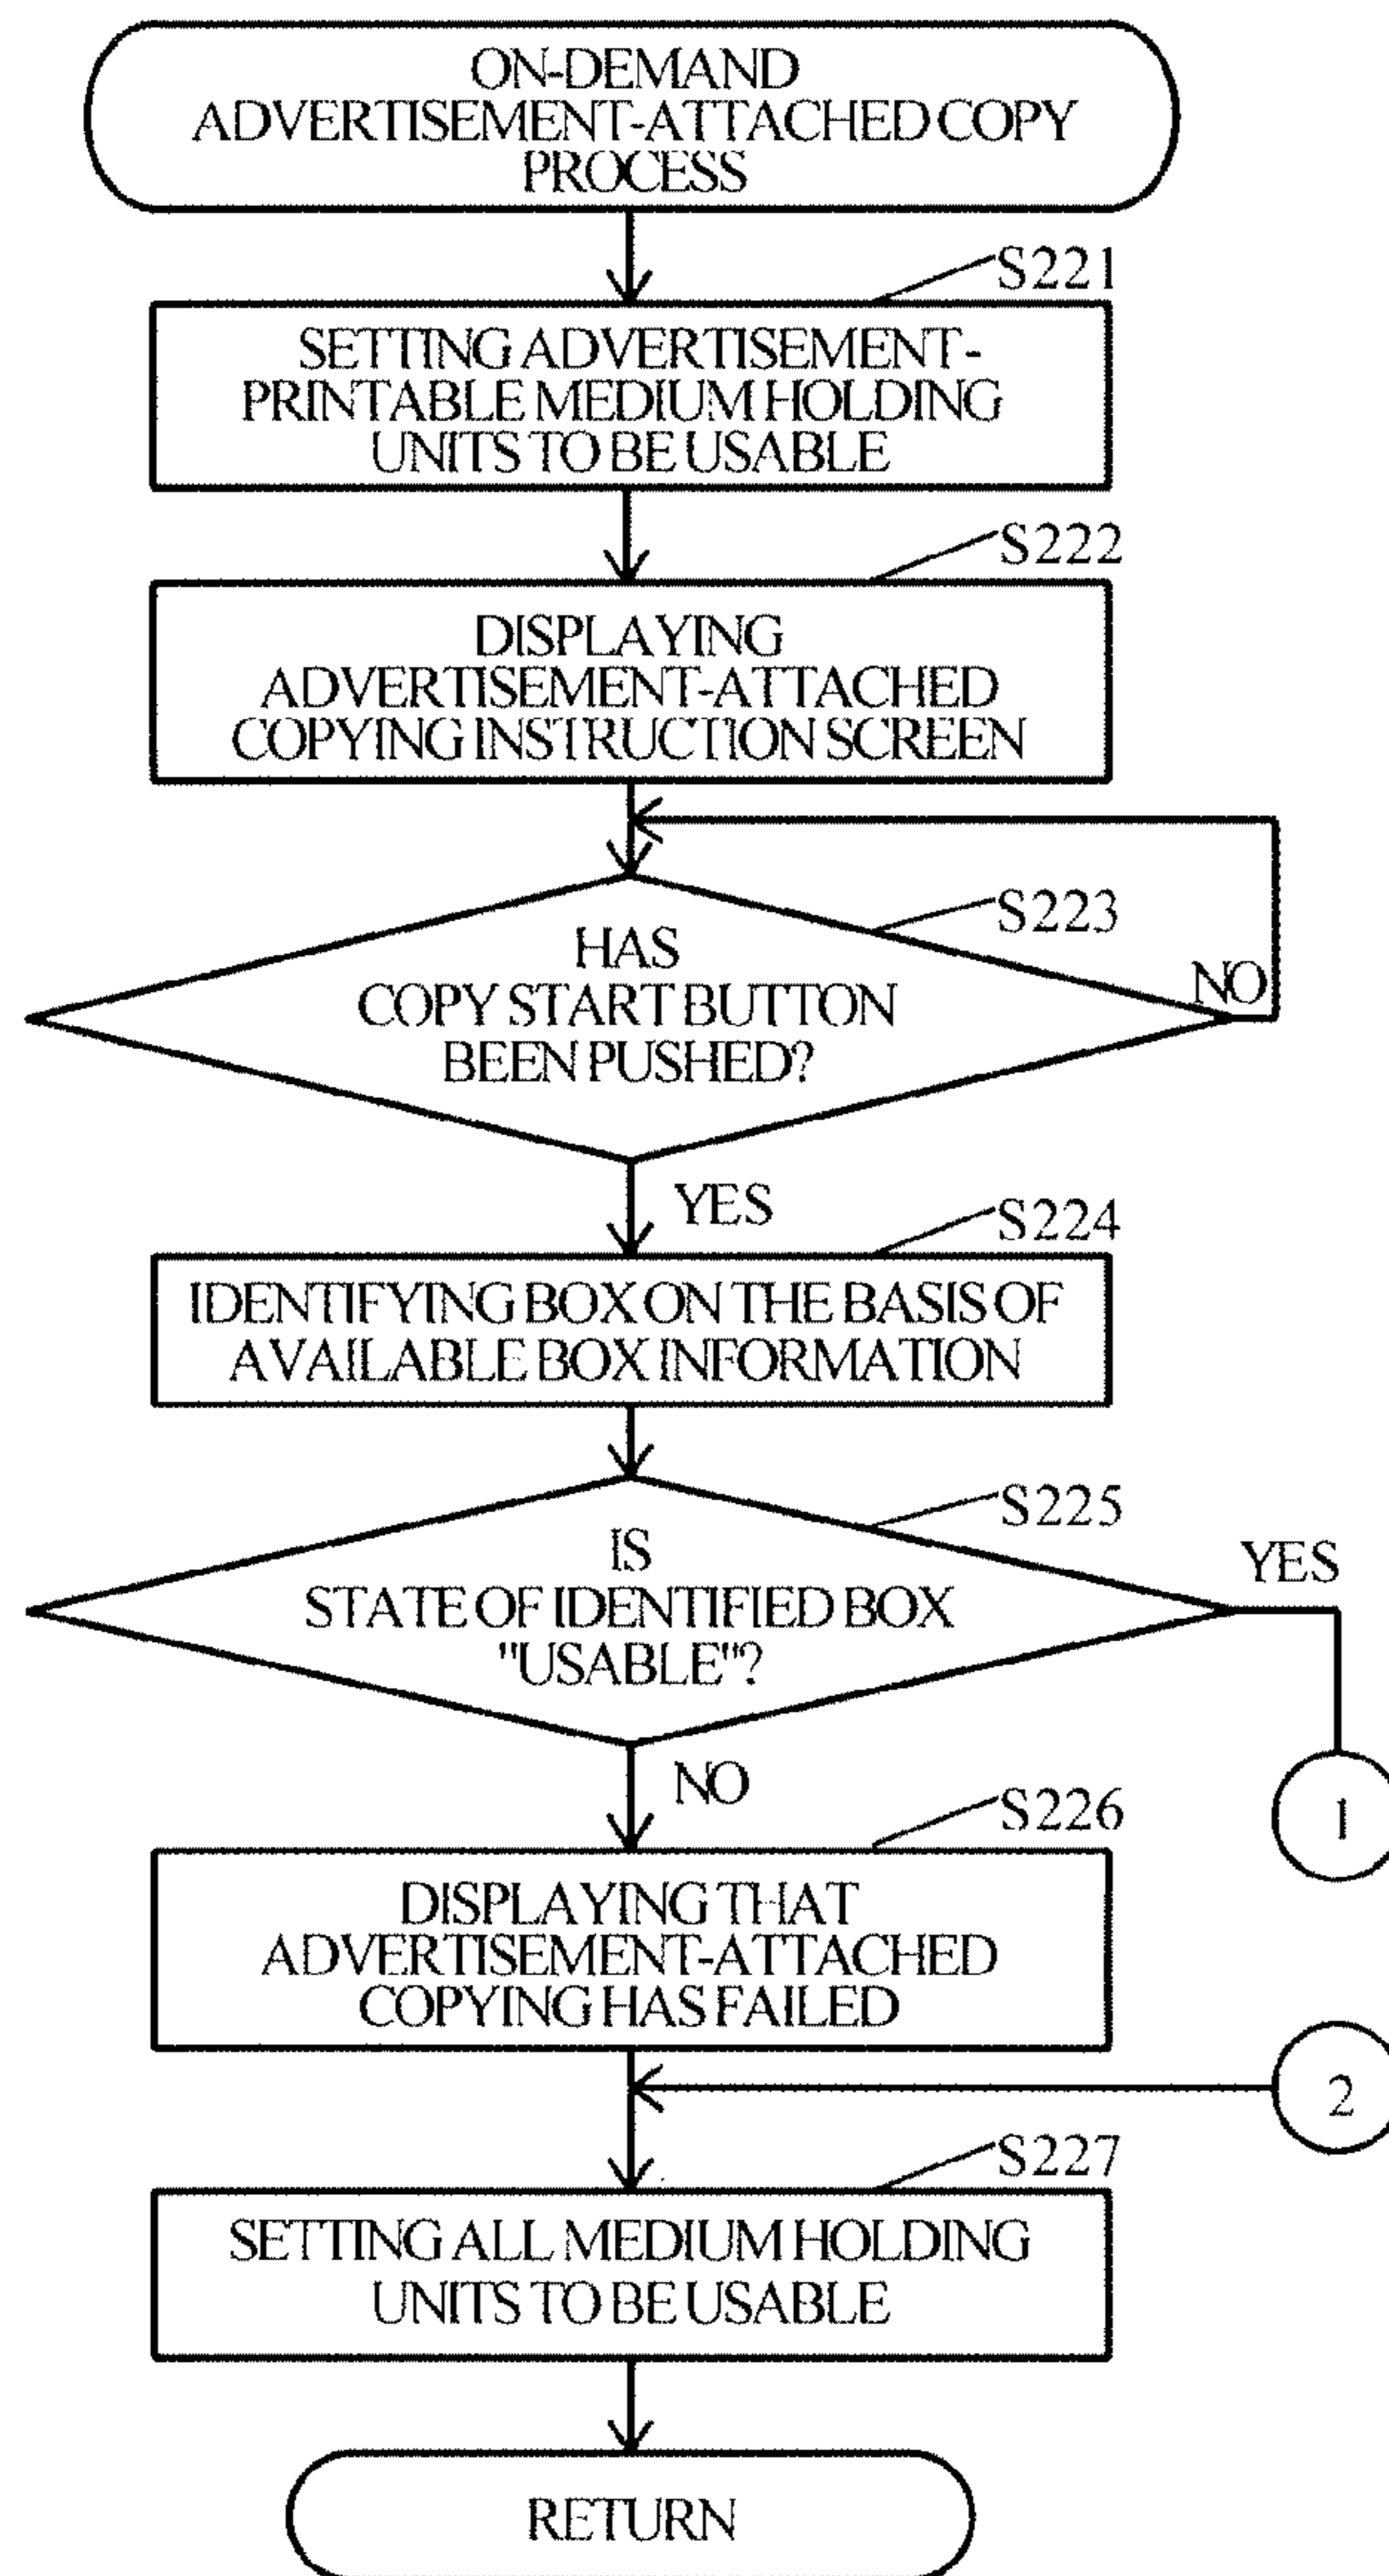 ON-DEMAND
ADVERTISEMENT-ATTACHED COPY
PROCESS
S221
SETTING ADVERTISEMENT-
PRINTABLE MEDIUM HOLDING
UNITS TO BE USABLE
S222
DISPLAYING
ADVERTISEMENT-ATTACHED
COPYING INSTRUCTION SCREEN
S223
HAS
COPY START BUTTON
BEEN PUSHED?
NO
YES
S224
IDENTIFYING BOX ON THE BASIS OF
AVAILABLE BOX INFORMATION
S225
IS
STATE OF IDENTIFIED BOX
"USABLE"?
YES
1
NO
S226
DISPLAYING THAT
ADVERTISEMENT-ATTACHED
COPYING HAS FAILED
2
S227
SETTING ALL MEDIUM HOLDING
UNITS TO BE USABLE
RETURN